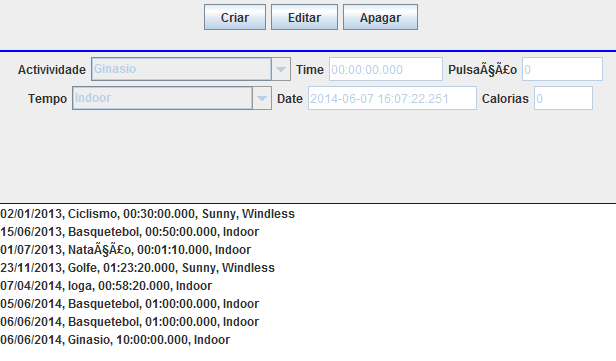 Criar Editar Apagar
Activividade Ginasio Time 00:00:00.000 PulsaÃ§Ã£o 0
Tempo Indoor Date 2014-06-07 16:07:22.251 Calorias 0
02/01/2013, Ciclismo, 00:30:00.000, Sunny, Windless
15/06/2013, Basquetebol, 00:50:00.000, Indoor
01/07/2013, NataÃ§Ã£o, 00:01:10.000, Indoor
23/11/2013, Golfe, 01:23:20.000, Sunny, Windless
07/04/2014, Ioga, 00:58:20.000, Indoor
05/06/2014, Basquetebol, 01:00:00.000, Indoor
06/06/2014, Basquetebol, 01:00:00.000, Indoor
06/06/2014, Ginasio, 10:00:00.000, Indoor